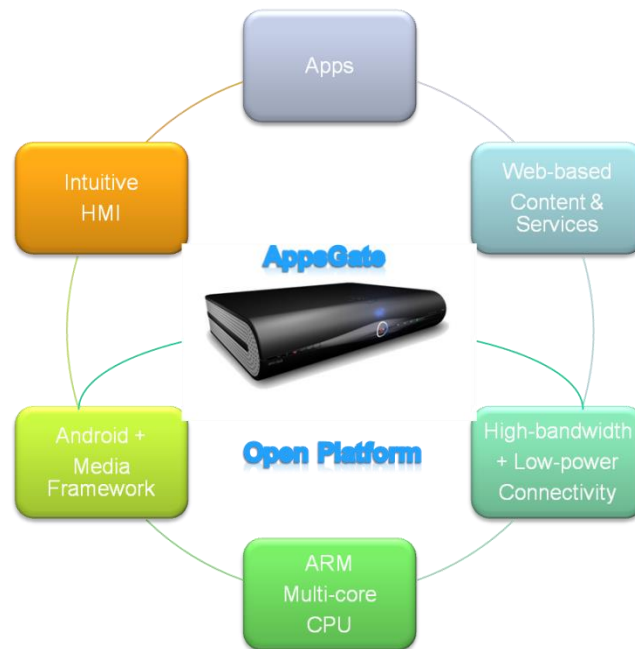 Apps
Intuitive
HMI
Web-based
Content &
Services
AppsGate
Android +
Media
Framework
Open Platform
High-bandwidth
+ Low-power
Connectivity
ARM
Multi-core
CPU